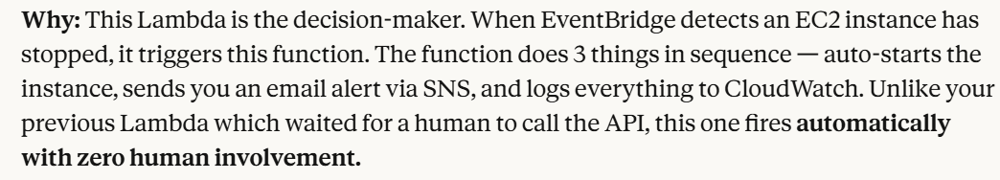 Why: This Lambda is the decision-maker. When EventBridge detects an EC2 instance has
stopped, it triggers this function. The function does 3 things in sequence — auto-starts the
instance, sends you an email alert via SNS, and logs everything to CloudWatch. Unlike your
previous Lambda which waited for a human to call the API, this one fires automatically
with zero human involvement.